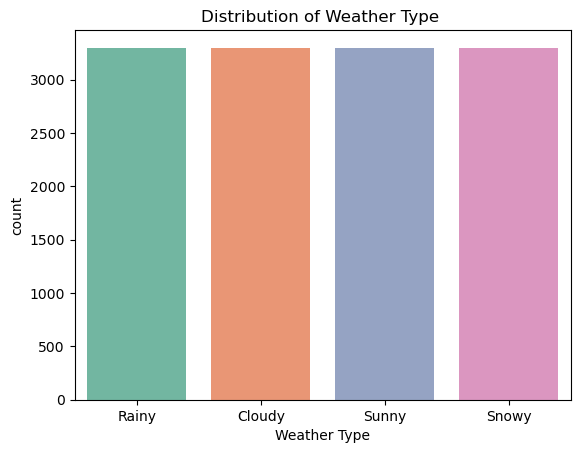 Distribution of Weather Type
3000
2500
2000
1500
1000
500
0
count
Rainy Cloudy Sunny Snowy
Weather Type